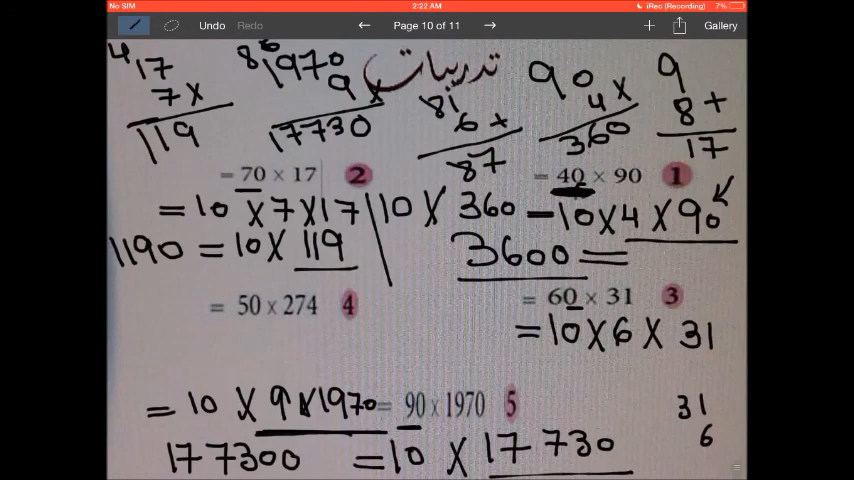 No SIM 2:22 AM iRec (Recording) 7%
Undo Redo ← Page 10 of 11 → + Gallery
تدريبات
9
8 +
17
90
4 x
360
81
6 +
87
8 6
1970
9 x
17730
4
17
7 x
119
1 40 × 90 =
10 x 4 x 90 =
10 x 360
3600 =
2 70 × 17 =
= 10 x 7 x 17
1190 = 10 x 119
3 60 × 31 =
= 10 x 6 x 31
31
6
4 50 × 274 =
5 90 × 1970 =
= 10 x 9 x 1970
177300 = 10 x 17 730